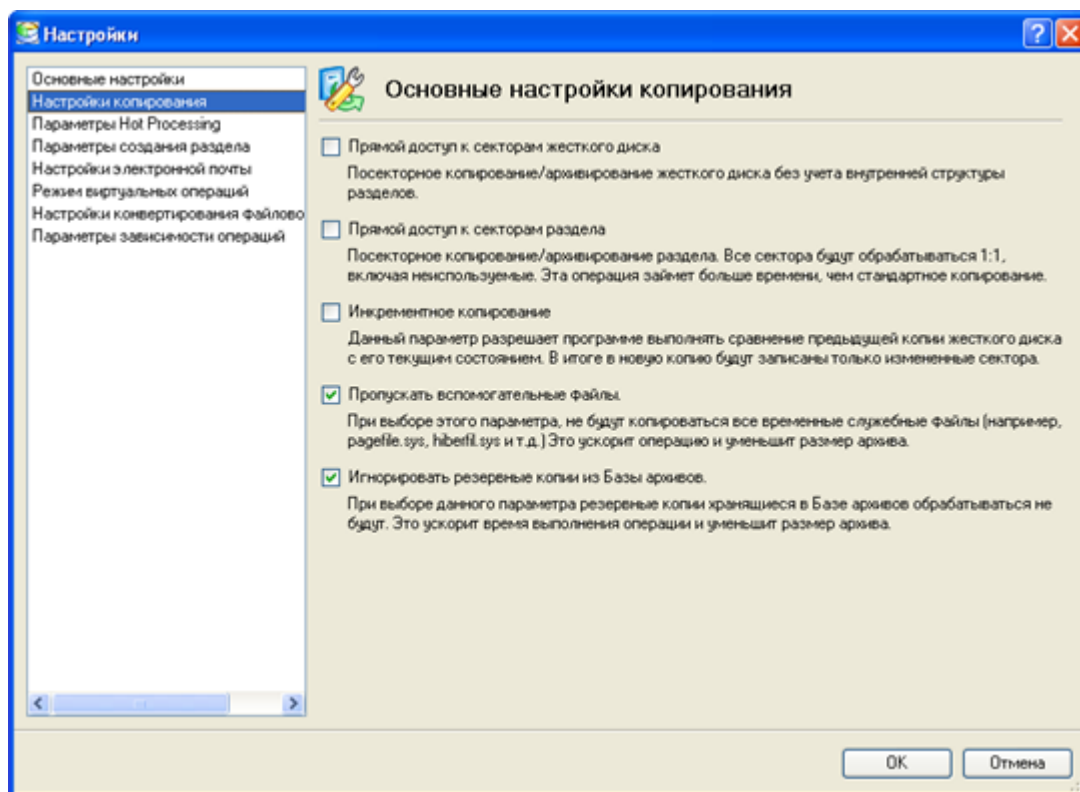 Настройки
Основные настройки
Настройки копирования
Параметры Hot Processing
Параметры создания раздела
Настройки электронной почты
Режим виртуальных операций
Настройки конвертирования файлово
Параметры зависимости операций
Основные настройки копирования
Прямой доступ к секторам жесткого диска
Посекторное копирование/архивирование жесткого диска без учета внутренней структуры
разделов.
Прямой доступ к секторам раздела
Посекторное копирование/архивирование раздела. Все сектора будут обрабатываться 1:1,
включая неиспользуемые. Эта операция займет больше времени, чем стандартное копирование.
Инкрементное копирование
Данный параметр разрешает программе выполнять сравнение предыдущей копии жесткого диска
с его текущим состоянием. В итоге в новую копию будут записаны только измененные сектора.
Пропускать вспомогательные файлы.
При выборе этого параметра, не будут копироваться все временные служебные файлы (например,
pagefile.sys, hiberfil.sys и т.д.) Это ускорит операцию и уменьшит размер архива.
Игнорировать резервные копии из Базы архивов.
При выборе данного параметра резервные копии хранящиеся в Базе архивов обрабатываться не
будут. Это ускорит время выполнения операции и уменьшит размер архива.
OK
Отмена